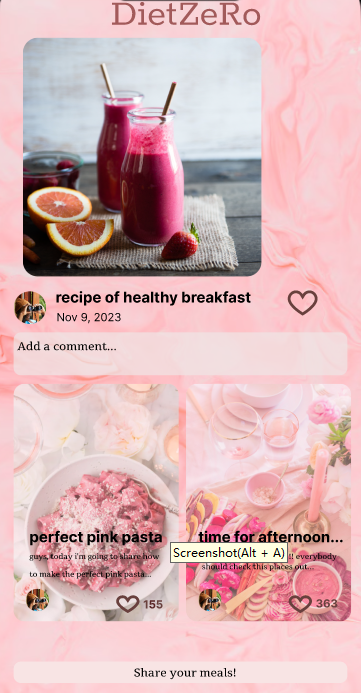 DietZeRo
recipe of healthy breakfast
Nov 9, 2023
Add a comment...
perfect pink pasta
guys, today i'm going to share how
to make the perfect pink pasta...
155
time for afternoon...
Screenshot(Alt + A)
everybody
should check this places out...
363
Share your meals!